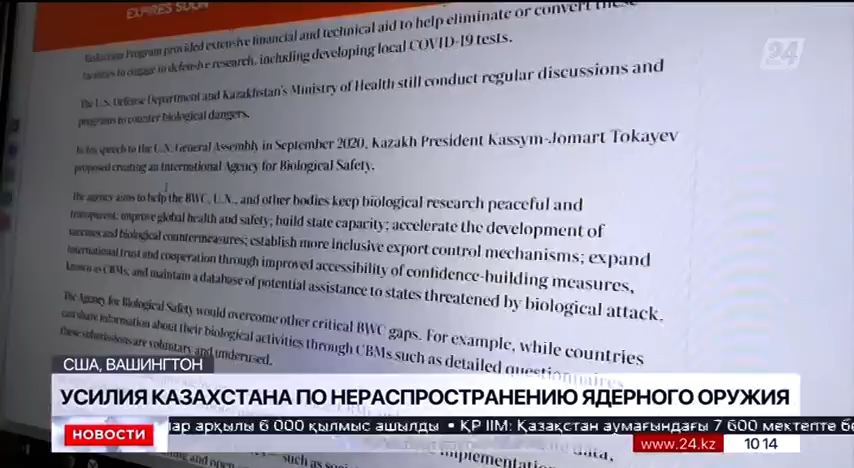 EXPIRES SOON
24
Reduction Program provided extensive financial and technical aid to help eliminate or convert these
facilities to engage in defensive research, including developing local COVID-19 tests.
The U.S. Defense Department and Kazakhstan's Ministry of Health still conduct regular discussions and
programs to counter biological dangers.
In his speech to the U.N. General Assembly in September 2020, Kazakh President Kassym-Jomart Tokayev
proposed creating an International Agency for Biological Safety.
The agency aims to help the BWC, U.N., and other bodies keep biological research peaceful and
transparent, improve global health and safety; build state capacity; accelerate the development of
vaccines and biological countermeasures; establish more inclusive export control mechanisms; expand
international trust and cooperation through improved accessibility of confidence-building measures,
known as CBMs, and maintain a database of potential assistance to states threatened by biological attack.
The Agency for Biological Safety would overcome other critical BWC gaps. For example, while countries
can share information about their biological activities through CBMs such as detailed questionnaires
these submissions are voluntary and underused.
США, ВАШИНГТОН
УСИЛИЯ КАЗАХСТАНА ПО НЕРАСПРОСТРАНЕНИЮ ЯДЕРНОГО ОРУЖИЯ
НОВОСТИ
лар арқылы 6 000 қылмыс ашылды • ҚР ІІМ: Қазақстан аумағындағы 7 600 мектепте бе
www.24.kz 10:14
data,
such as implementation